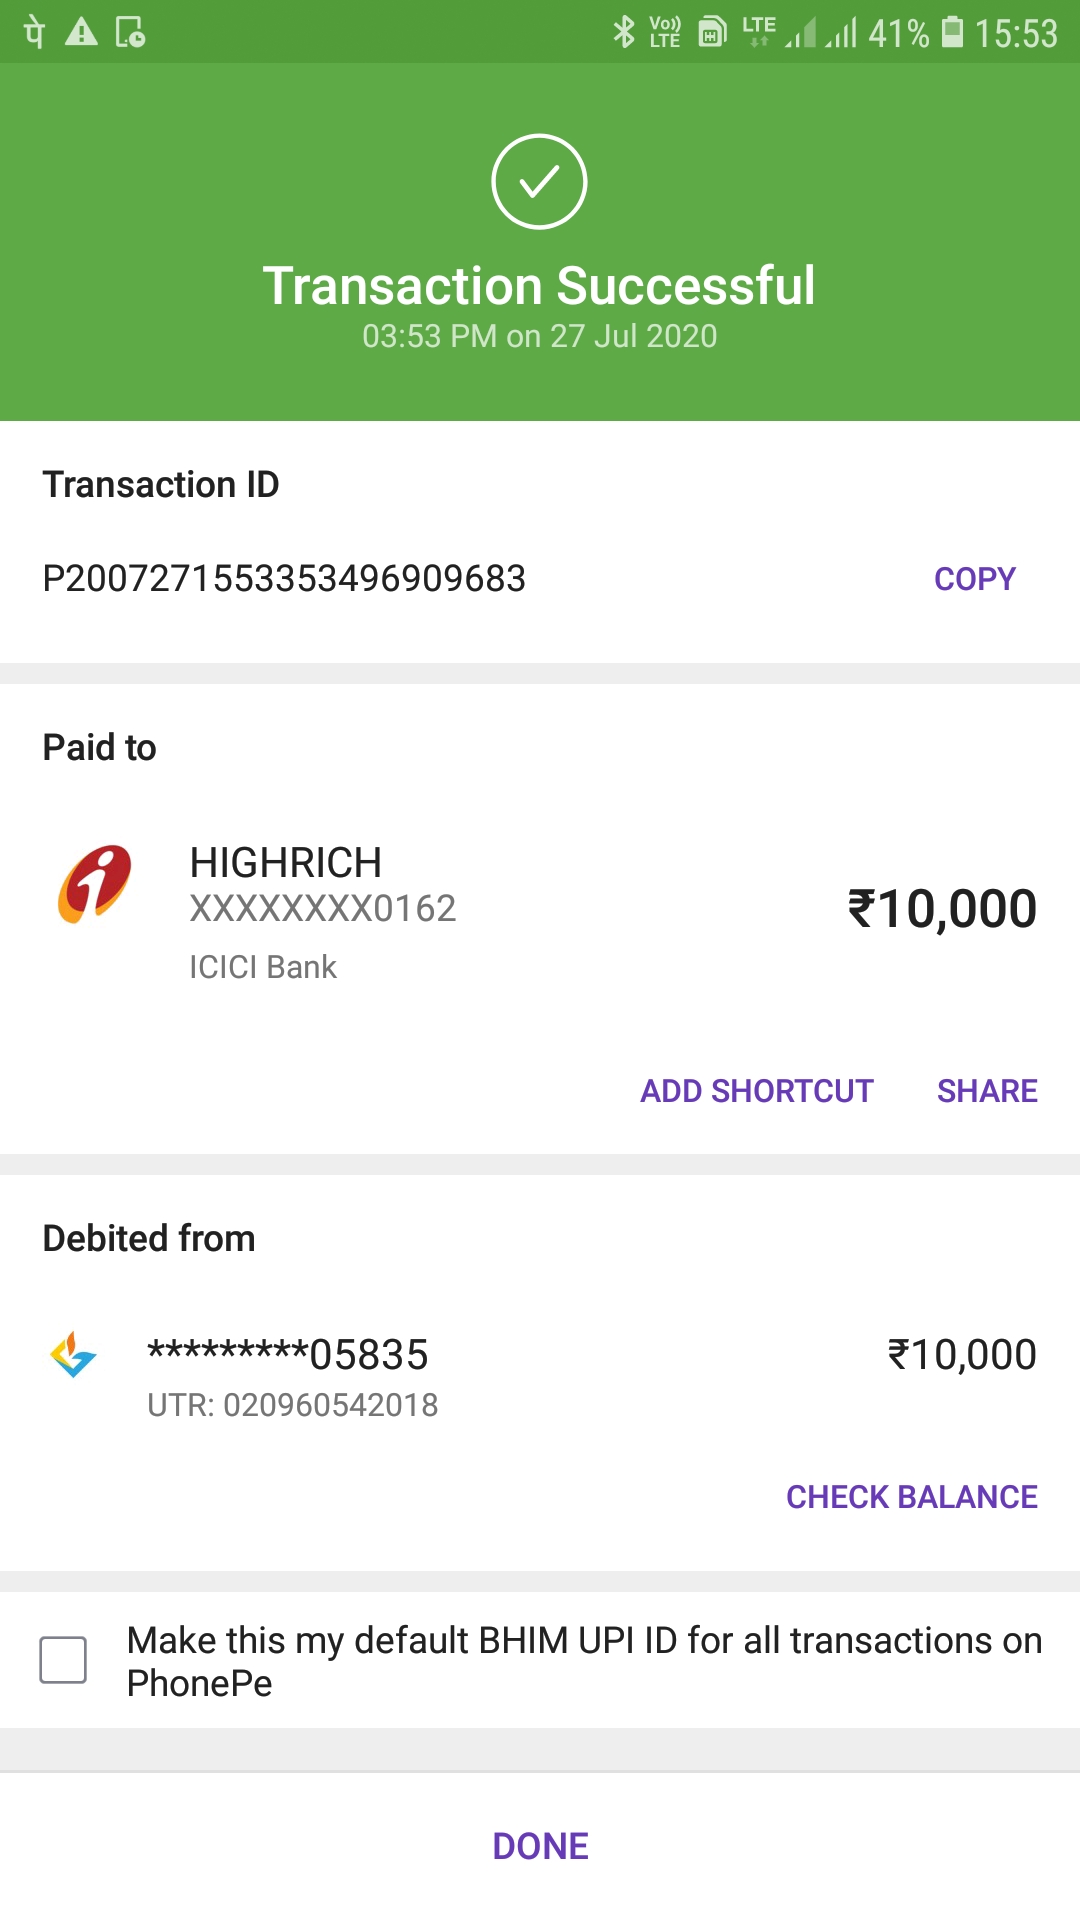 पे Vo)) LTE LTE 41% 15:53
Transaction Successful
03:53 PM on 27 Jul 2020
Transaction ID
P2007271553353496909683 COPY
Paid to
HIGHRICH
XXXXXXXX0162
₹10,000
ICICI Bank
ADD SHORTCUT SHARE
Debited from
*********05835 ₹10,000
UTR: 020960542018
CHECK BALANCE
Make this my default BHIM UPI ID for all transactions on
PhonePe
DONE